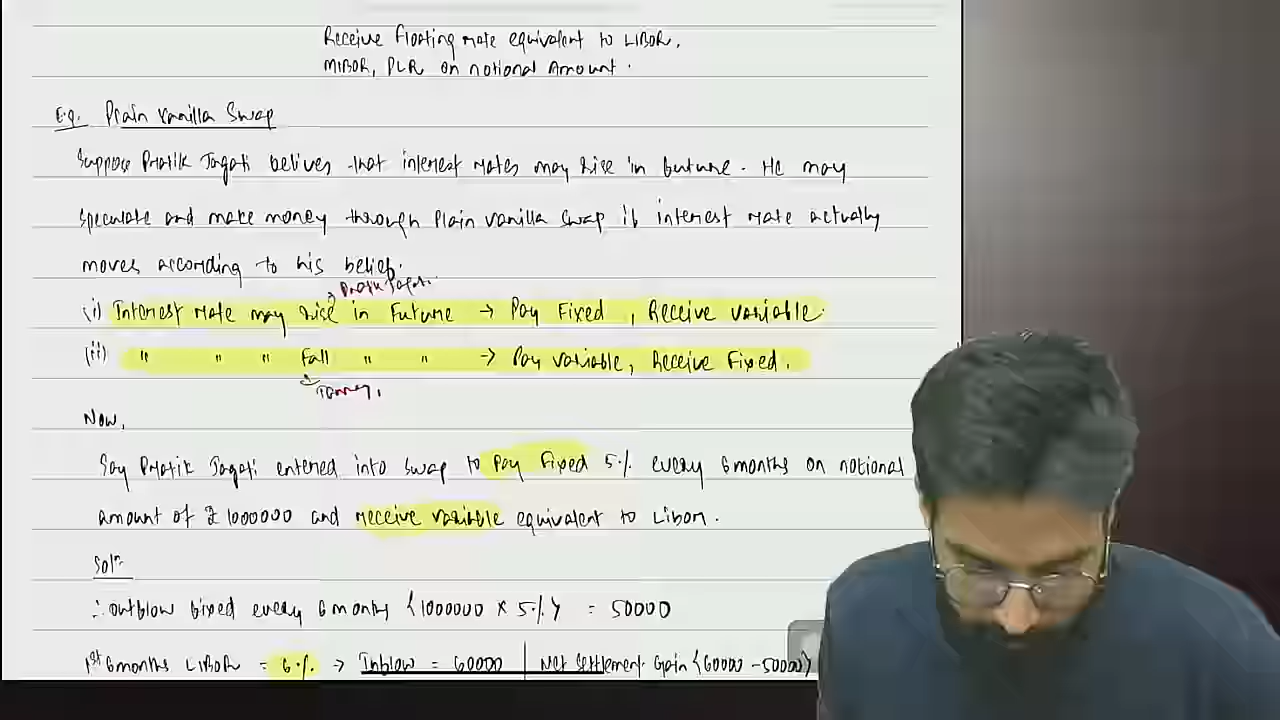 Receive floating rate equivalent to LIBOR,
MIBOR, PLR on notional Amount.
E.g. Plain Vanilla Swap
Suppose Pratik Jagati belives that interest rates may rise in future. He may
speculate and make money through Plain vanilla swap if interest rate actually
moves according to his belief.
Pratik Jagati.
(i) Interest rate may rise in Future → Pay Fixed, Receive variable.
(ii) " " " Fall " " → Pay variable, Receive Fixed.
Now,
Say Pratik Jagati entered into swap to Pay Fixed 5% every 6 months on notional
amount of ₹ 1000000 and receive variable equivalent to Libor.
Solⁿ
∴ outflow fixed every 6 months {1000000 × 5%} = 50000
1st 6 months LIBOR = 6% → Inflow = 60000 | Net Settlement Gain {60000 - 50000}